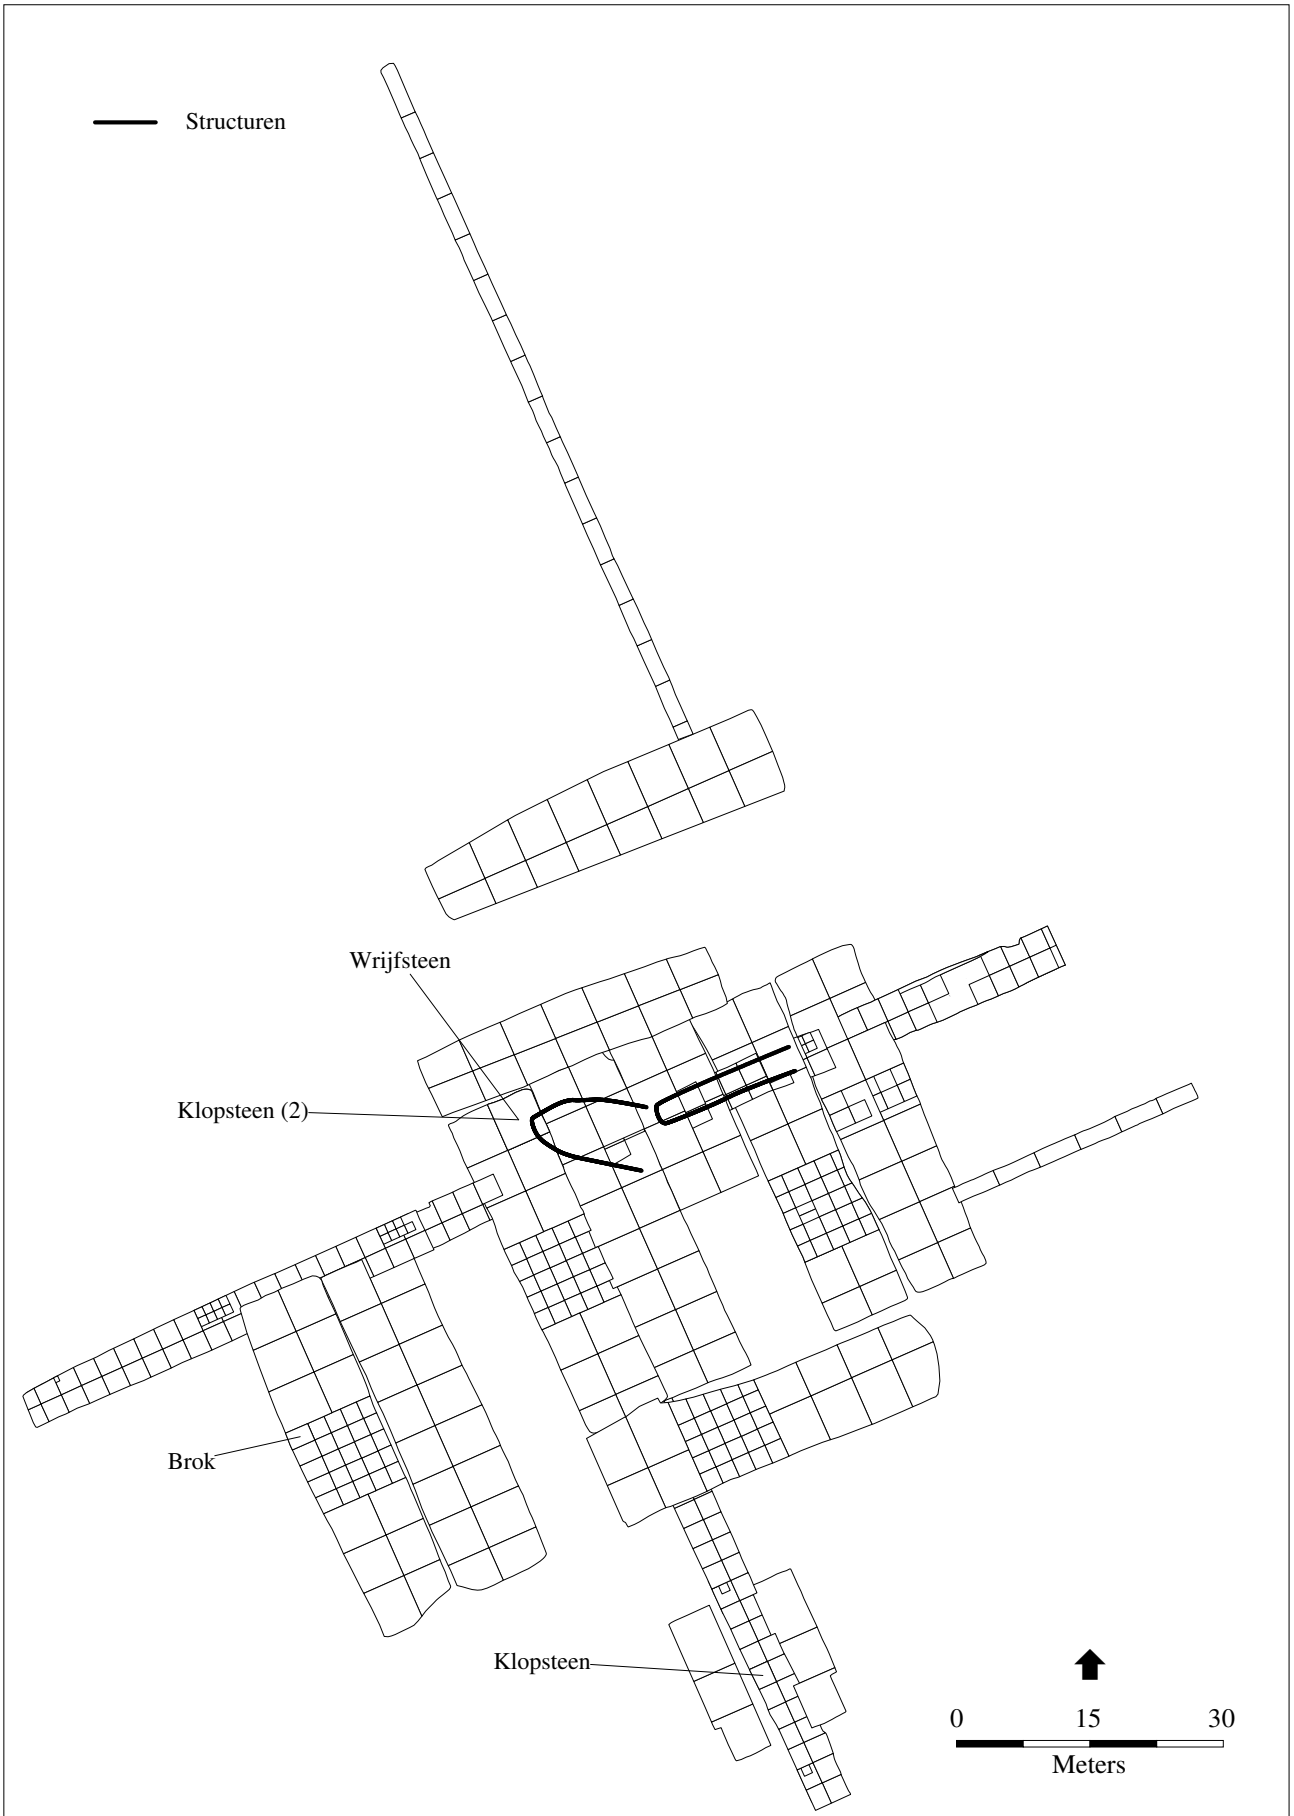 Structuren
Wrijfsteen
Klopsteen (2)
Brok
Klopsteen
0 15 30
Meters